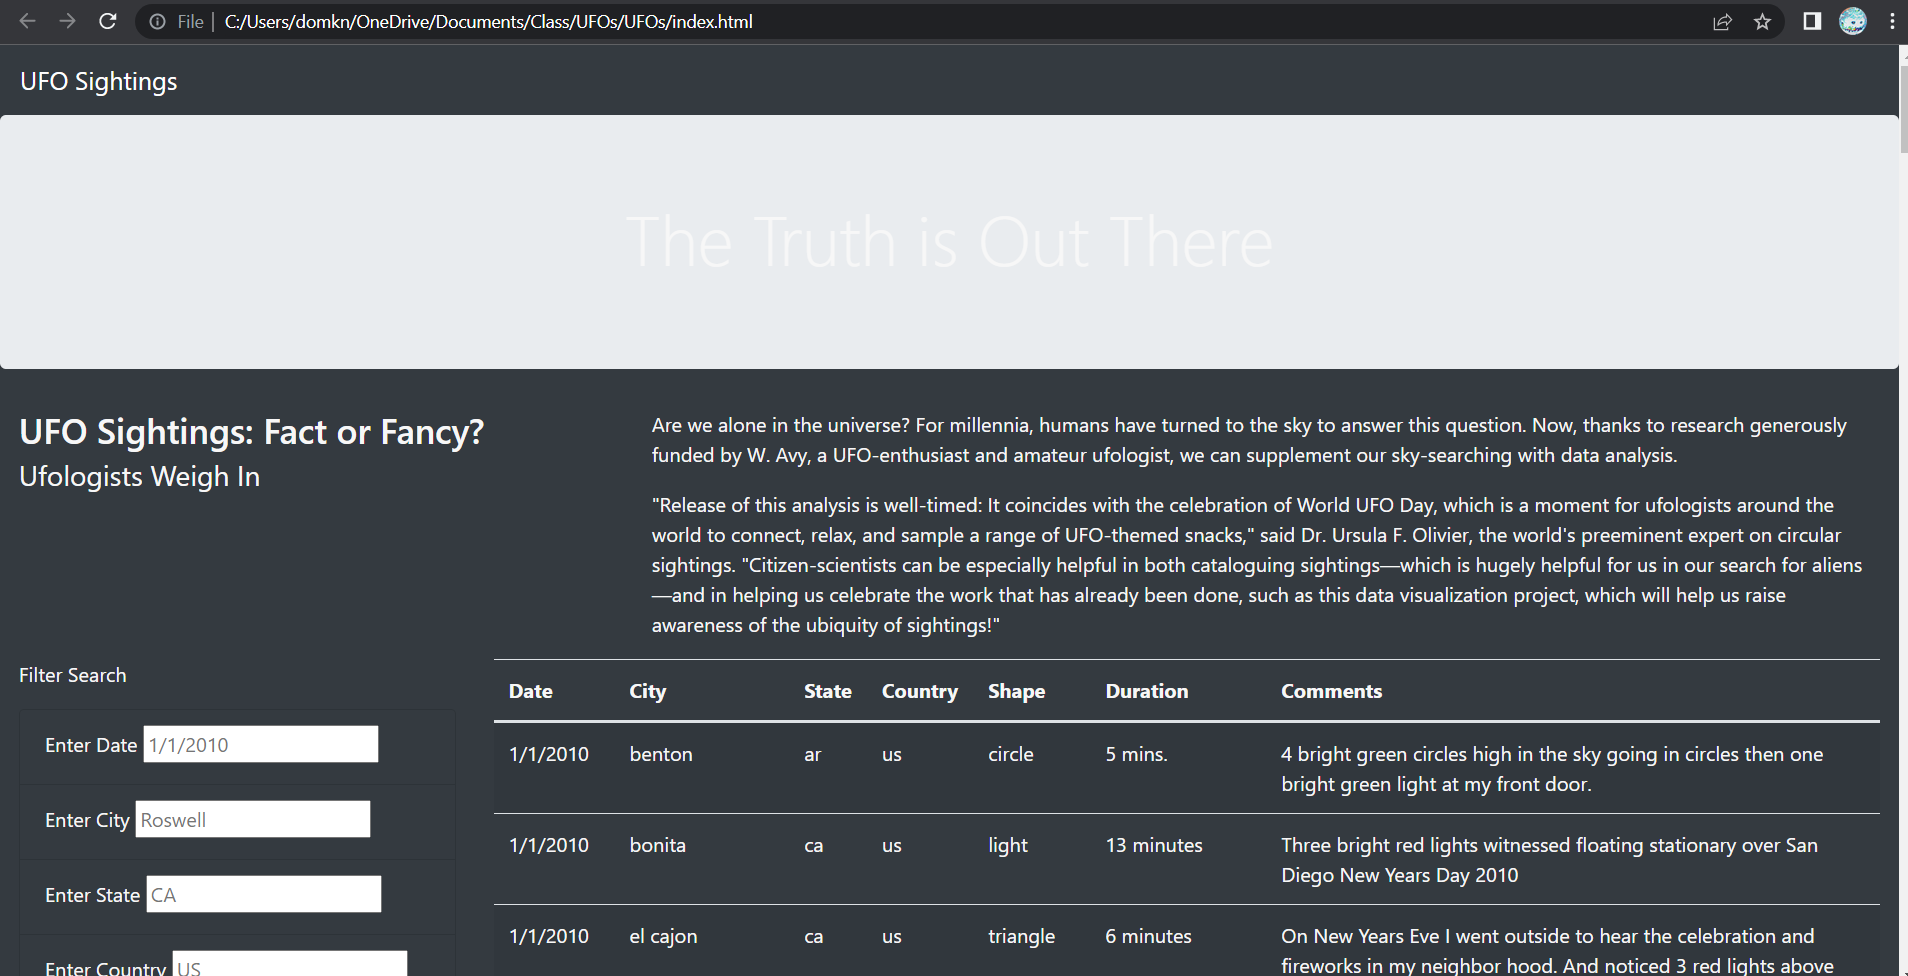 File | C:/Users/domkn/OneDrive/Documents/Class/UFOs/UFOs/index.html
UFO Sightings
The Truth is Out There
UFO Sightings: Fact or Fancy?
Ufologists Weigh In
Are we alone in the universe? For millennia, humans have turned to the sky to answer this question. Now, thanks to research generously
funded by W. Avy, a UFO-enthusiast and amateur ufologist, we can supplement our sky-searching with data analysis.
"Release of this analysis is well-timed: It coincides with the celebration of World UFO Day, which is a moment for ufologists around the
world to connect, relax, and sample a range of UFO-themed snacks," said Dr. Ursula F. Olivier, the world's preeminent expert on circular
sightings. "Citizen-scientists can be especially helpful in both cataloguing sightings—which is hugely helpful for us in our search for aliens
—and in helping us celebrate the work that has already been done, such as this data visualization project, which will help us raise
awareness of the ubiquity of sightings!"
Filter Search
Enter Date 1/1/2010
Enter City Roswell
Enter State CA
Enter Country US
Date City State Country Shape Duration Comments
1/1/2010 benton ar us circle 5 mins. 4 bright green circles high in the sky going in circles then one
bright green light at my front door.
1/1/2010 bonita ca us light 13 minutes Three bright red lights witnessed floating stationary over San
Diego New Years Day 2010
1/1/2010 el cajon ca us triangle 6 minutes On New Years Eve I went outside to hear the celebration and
fireworks in my neighbor hood. And noticed 3 red lights above